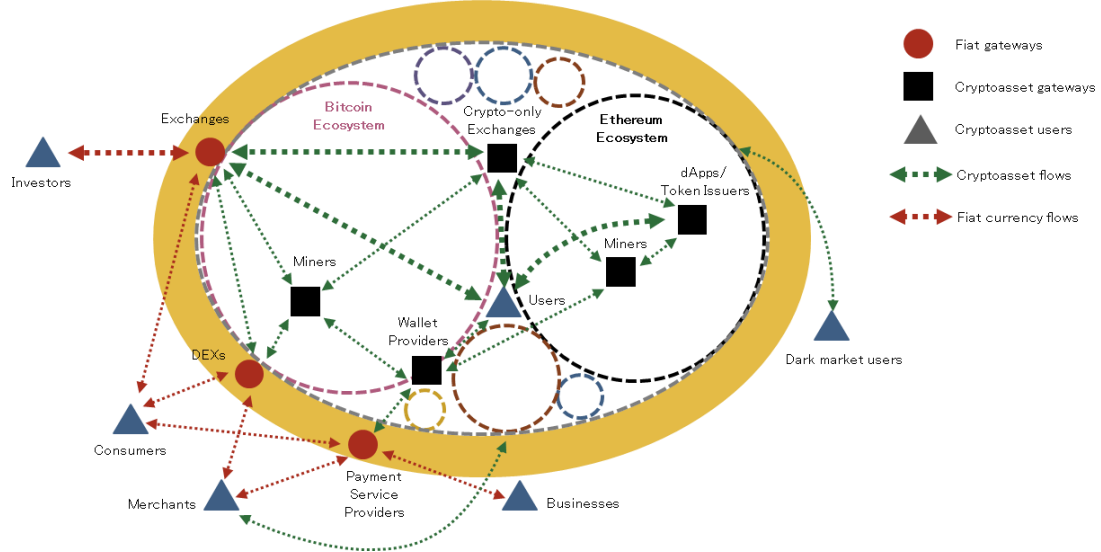 Exchanges
Bitcoin
Ecosystem
Crypto-only
Exchanges
Ethereum
Ecosystem
dApps/
Token Issuers
Investors
Miners
Miners
Users
Wallet
Providers
DEXs
Dark market users
Consumers
Merchants
Payment
Service
Providers
Businesses
Fiat gateways
Cryptoasset gateways
Cryptoasset users
Cryptoasset flows
Fiat currency flows